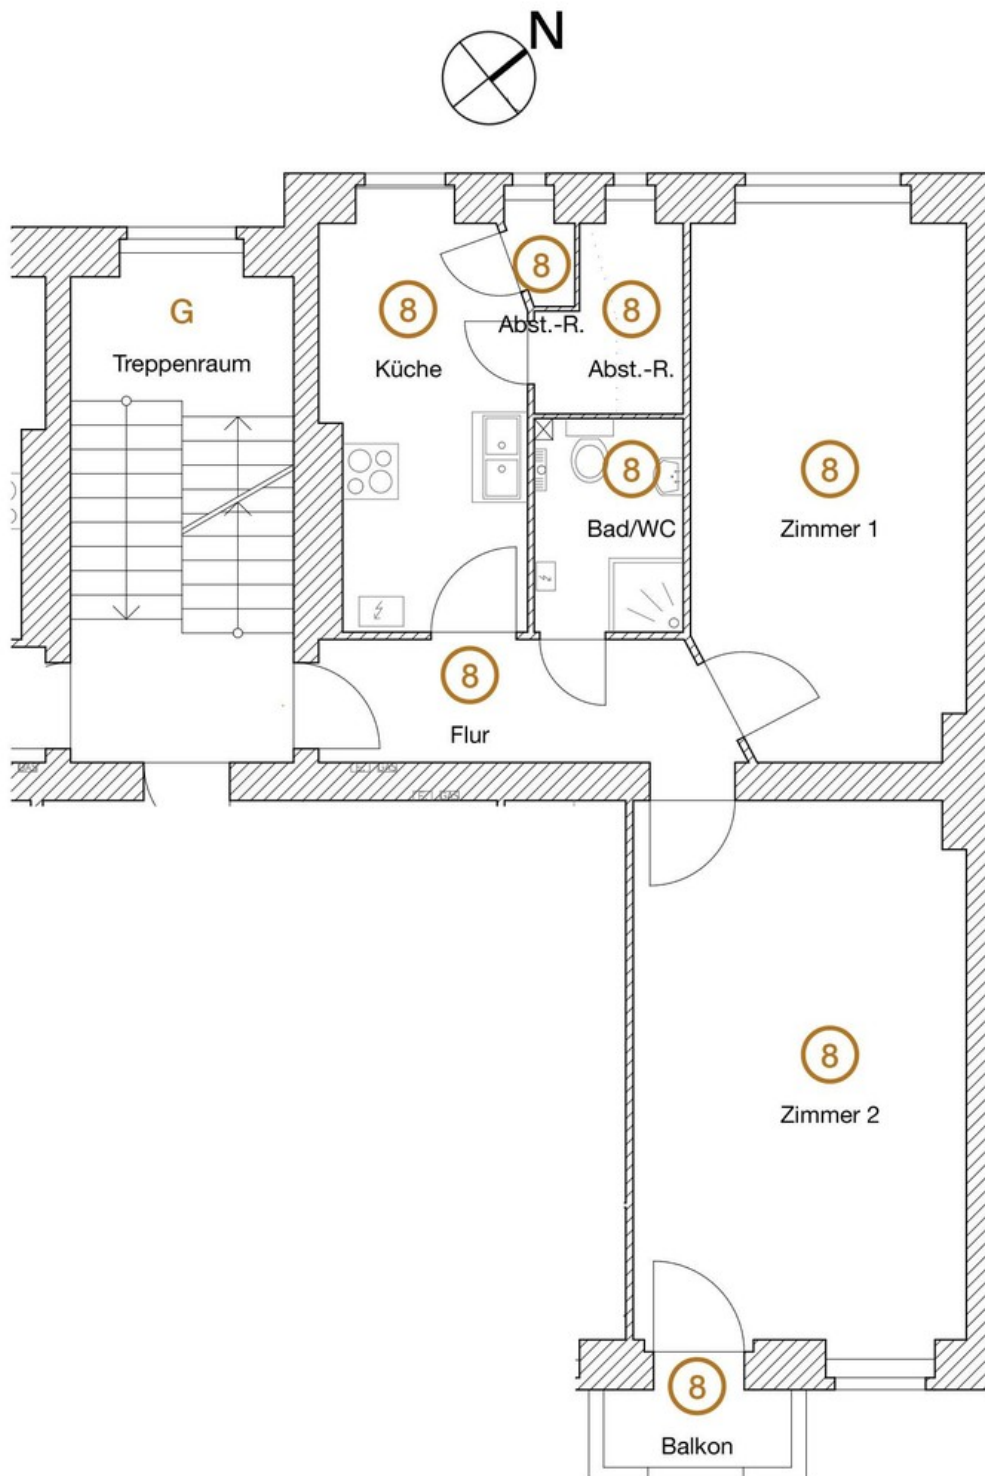 N
G
Treppenraum
8
Küche
8
Abst.-R.
8
Abst.-R.
8
Bad/WC
8
Zimmer 1
8
Flur
8
Zimmer 2
8
Balkon